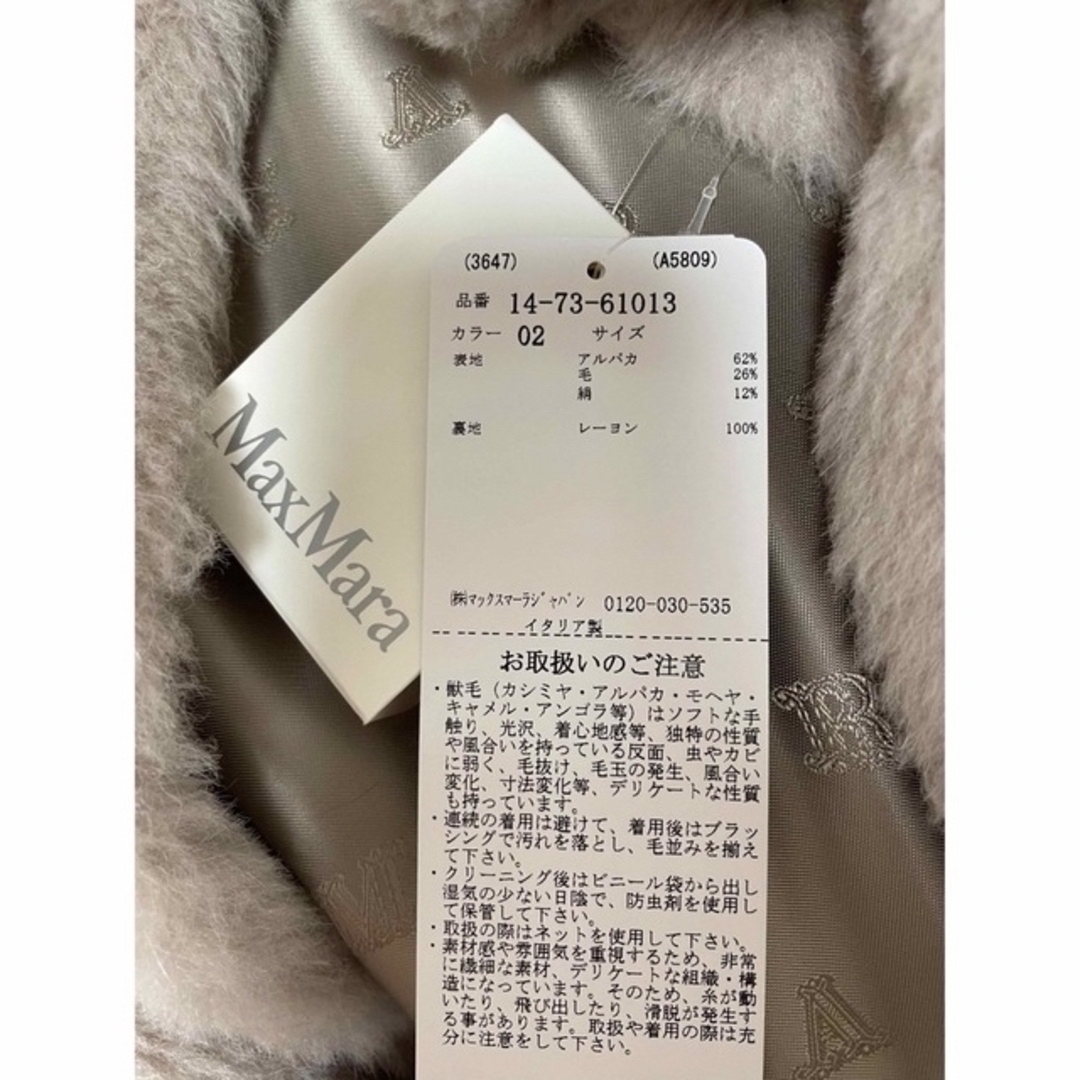 MaxMara
(3647) (A5809)
品番 14-73-61013
カラー 02 サイズ
表地 アルパカ 62%
毛 26%
絹 12%
裏地 レーヨン 100%
㈱マックスマーラジャパン 0120-030-535
イタリア製
お取扱いのご注意
・獣毛（カシミヤ・アルパカ・モヘヤ・
キャメル・アンゴラ等）はソフトな手
触り、光沢、着心地感等、独特の性質
や風合いを持っている反面、虫やカビ
に弱く、毛抜け、毛玉の発生、風合い
変化、寸法変化等、デリケートな性質
も持っています。
・連続の着用は避けて、着用後はブラッ
シングで汚れを落とし、毛並みを揃え
て下さい。
・クリーニング後はビニール袋から出し
湿気の少ない日陰で、防虫剤を使用し
て保管して下さい。
・取扱の際はネットを使用して下さい。
・素材感や雰囲気を重視するため、非常
に繊細な素材、デリケートな組織・構
造になっています。そのため、糸が動
いたり、飛び出したり、滑脱が発生す
る事があります。取扱や着用の際は充
分に注意をして下さい。
A
R
M
A